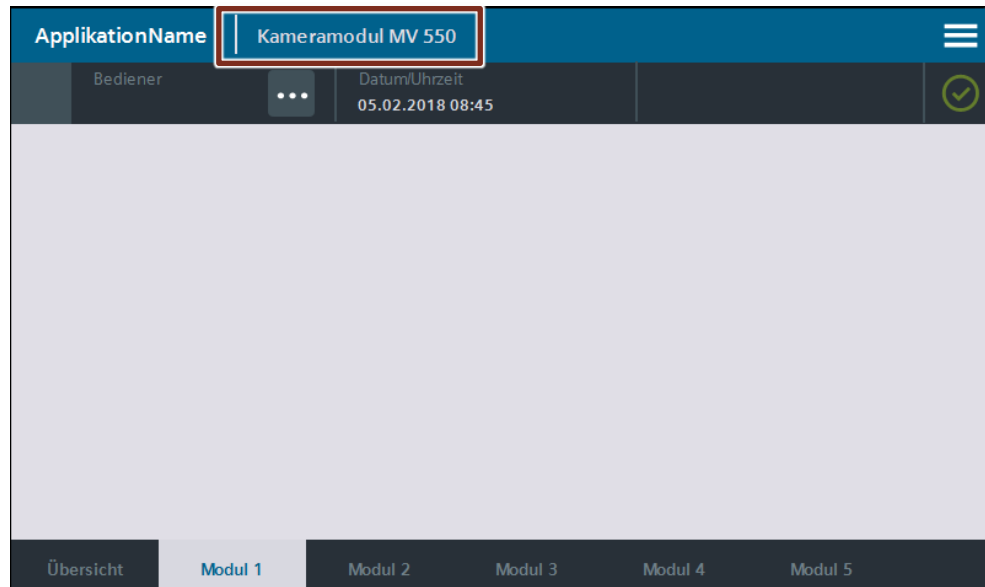 ApplikationName Kameramodul MV 550
Bediener Datum/Uhrzeit
05.02.2018 08:45
Übersicht Modul 1 Modul 2 Modul 3 Modul 4 Modul 5